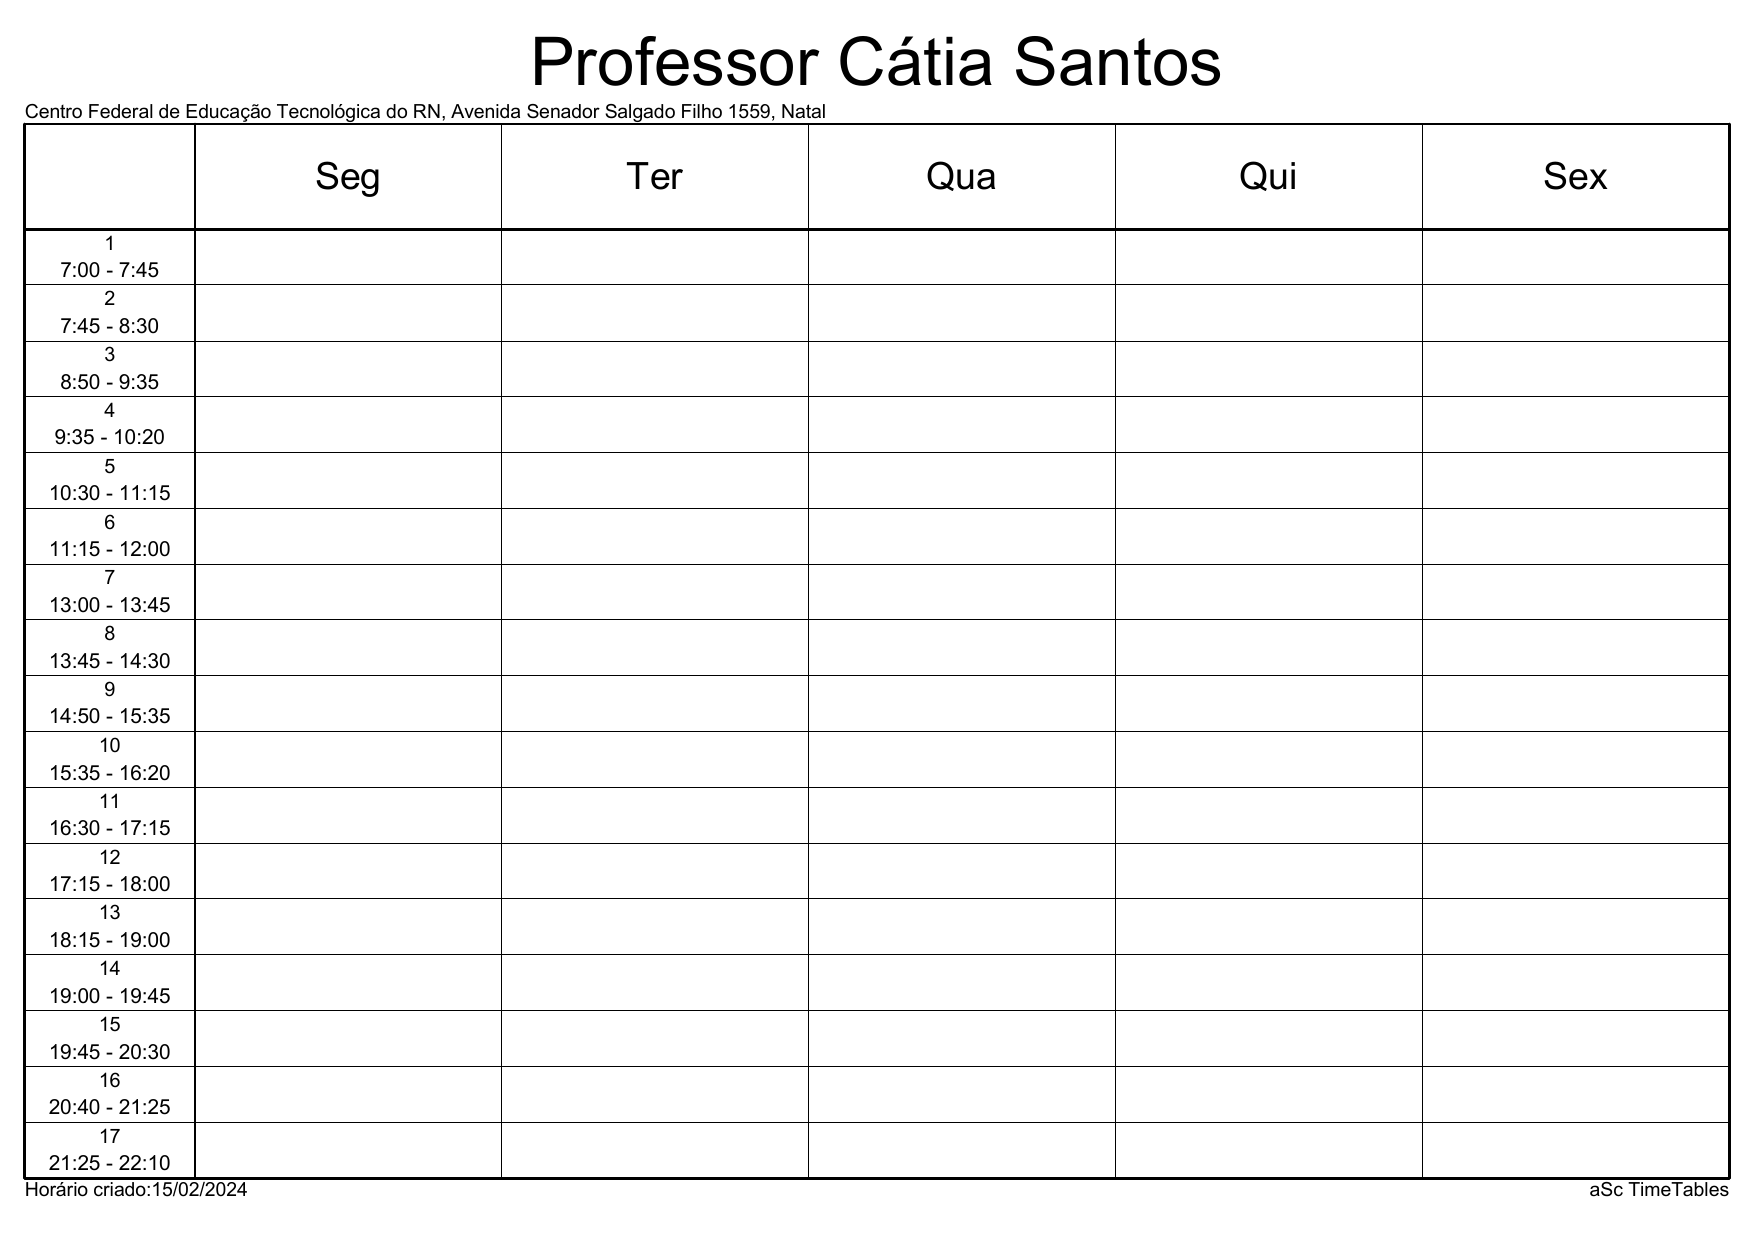 Professor Cátia Santos
Centro Federal de Educação Tecnológica do RN, Avenida Senador Salgado Filho 1559, Natal
Seg Ter Qua Qui Sex
1
7:00 - 7:45
2
7:45 - 8:30
3
8:50 - 9:35
4
9:35 - 10:20
5
10:30 - 11:15
6
11:15 - 12:00
7
13:00 - 13:45
8
13:45 - 14:30
9
14:50 - 15:35
10
15:35 - 16:20
11
16:30 - 17:15
12
17:15 - 18:00
13
18:15 - 19:00
14
19:00 - 19:45
15
19:45 - 20:30
16
20:40 - 21:25
17
21:25 - 22:10
Horário criado:15/02/2024 aSc TimeTables